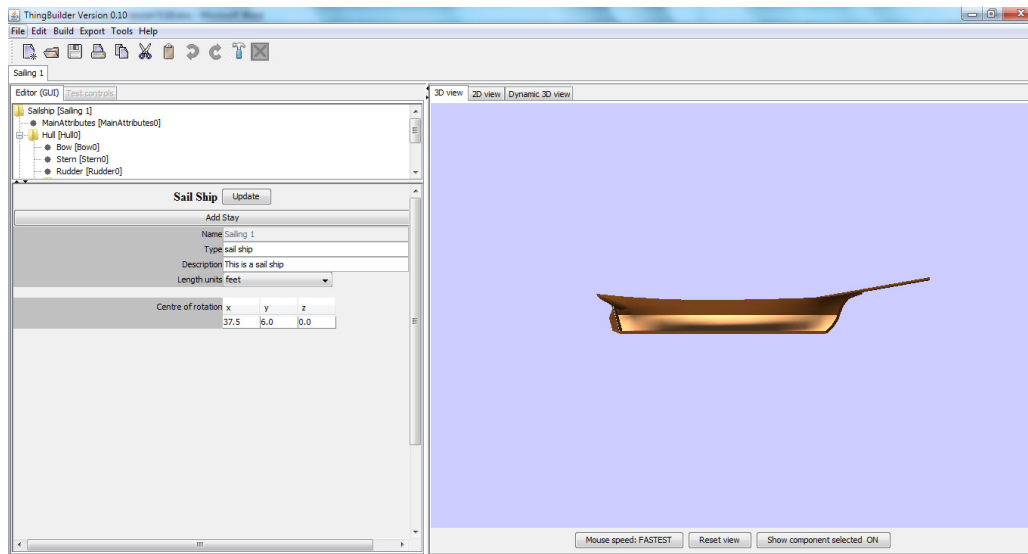 ThingBuilder Version 0.10
File Edit Build Export Tools Help
Sailing 1
Editor (GUI) Test controls
Sailship [Sailing 1]
MainAttributes [MainAttributes0]
Hull [Hull0]
Bow [Bow0]
Stern [Stern0]
Rudder [Rudder0]
Sail Ship Update
Add Stay
Name Sailing 1
Type sail ship
Description This is a sail ship
Length units feet
Centre of rotation x y z
37.5 6.0 0.0
3D view 2D view Dynamic 3D view
Mouse speed: FASTEST Reset view Show component selected ON